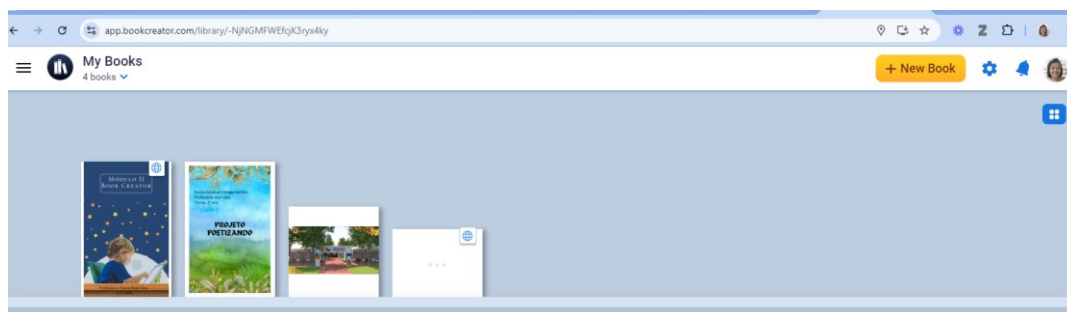 app.bookcreator.com/library/-NjNGMFWEfcjK3ryx4ky
My Books
4 books
+ New Book
MÓDULO II
BOOK CREATOR
PROJETO
POETIZANDO